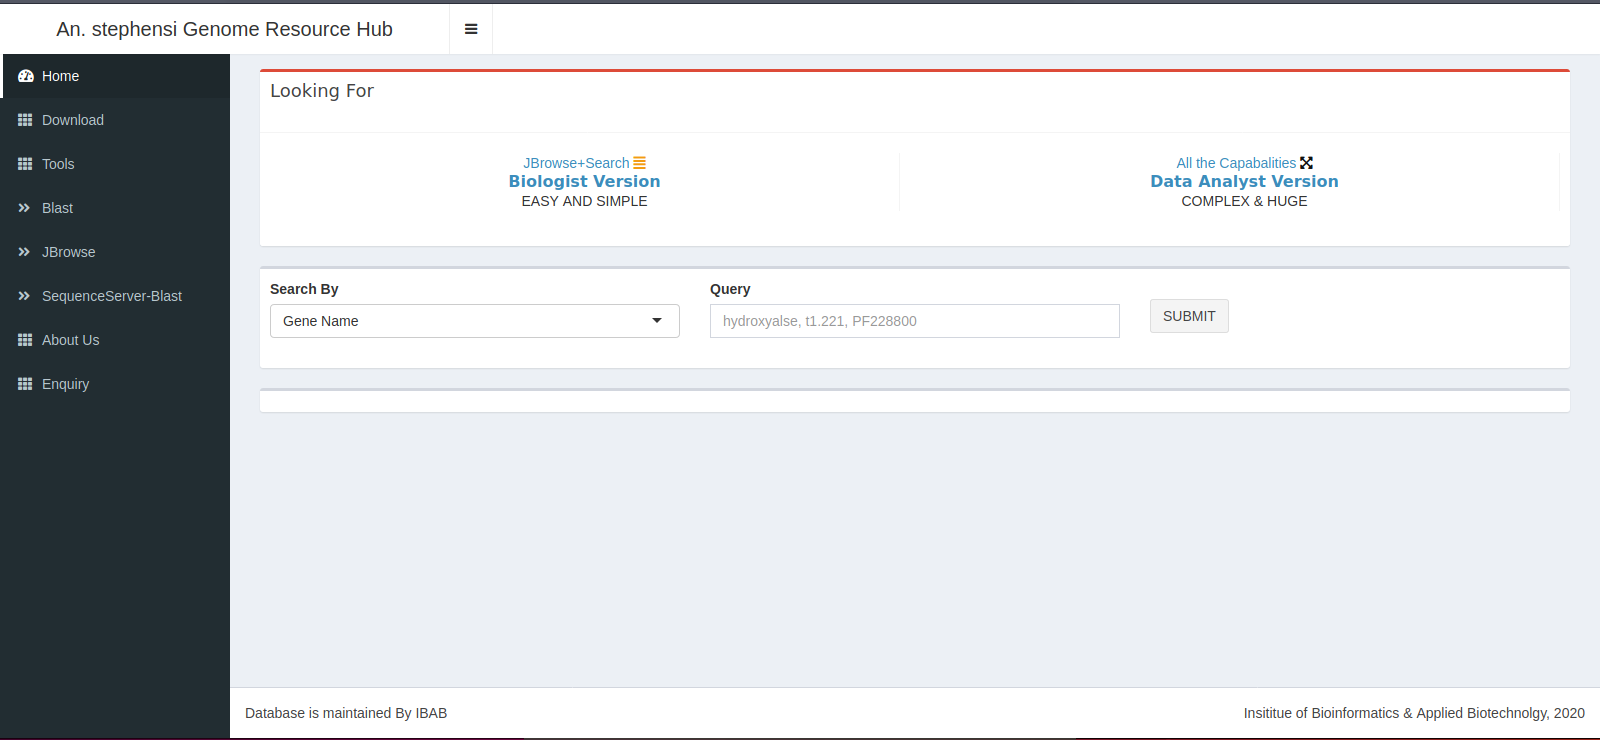 An. stephensi Genome Resource Hub
Home
Download
Tools
Blast
JBrowse
SequenceServer-Blast
About Us
Enquiry
Looking For
JBrowse+Search
Biologist Version
EASY AND SIMPLE
All the Capabalities
Data Analyst Version
COMPLEX & HUGE
Search By
Gene Name
Query
hydroxyalse, t1.221, PF228800
SUBMIT
Database is maintained By IBAB
Insititue of Bioinformatics & Applied Biotechnolgy, 2020